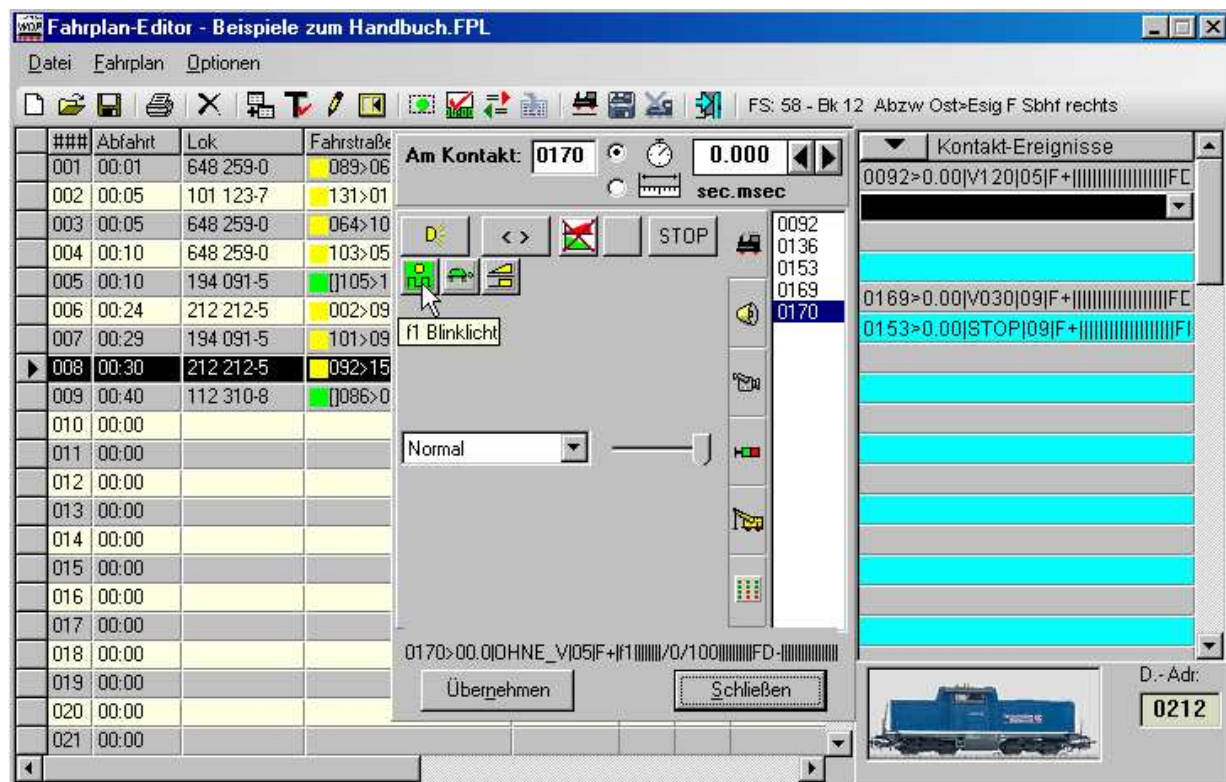 Fahrplan-Editor - Beispiele zum Handbuch.FPL
Datei Fahrplan Optionen
FS: 58 - Bk 12 Abzw Ost>Esig F Sbhf rechts
### Abfahrt Lok Fahrstraße
001 00:01 648 259-0 089>06
002 00:05 101 123-7 131>01
003 00:05 648 259-0 064>10
004 00:10 648 259-0 103>05
005 00:10 194 091-5 []105>1
006 00:24 212 212-5 002>09
007 00:29 194 091-5 101>09
008 00:30 212 212-5 092>15
009 00:40 112 310-8 []086>0
010 00:00
011 00:00
012 00:00
013 00:00
014 00:00
015 00:00
016 00:00
017 00:00
018 00:00
019 00:00
020 00:00
021 00:00
Am Kontakt: 0170 0.000
sec.msec
D < > STOP
f1 Blinklicht
Normal
0092
0136
0153
0169
0170
0170>00.0|OHNE_V|05|F+|f1||||||||/0/100||||||||||FD-||||||||||||||
Übernehmen Schließen
Kontakt-Ereignisse
0092>0.00|V120|05|F+||||||||||||||||||FD
0169>0.00|V030|09|F+||||||||||||||||||FD
0153>0.00|STOP|09|F+||||||||||||||||||F
D.-Adr:
0212